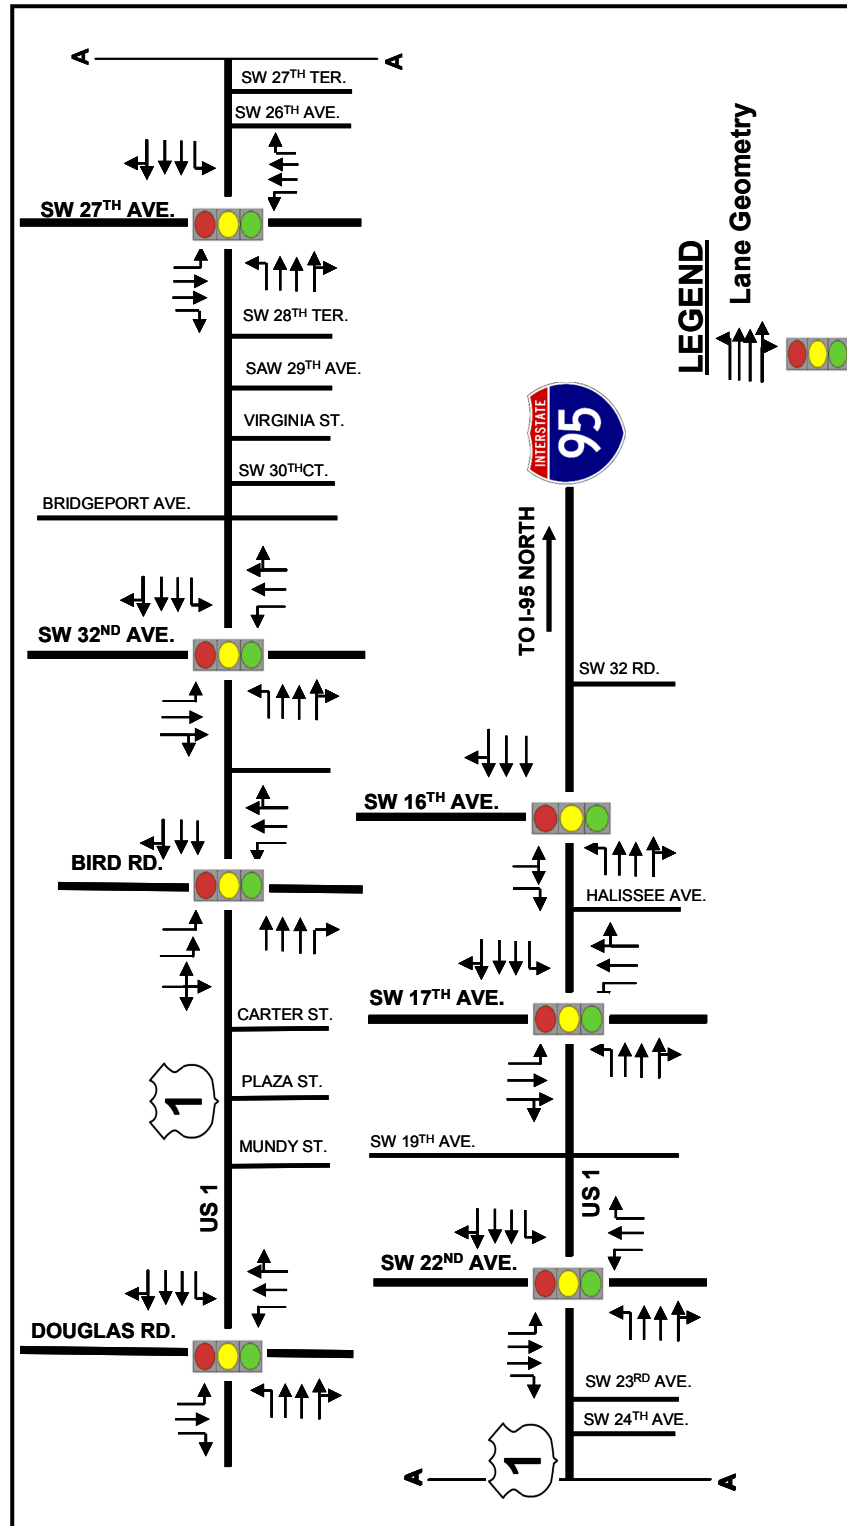 A
A
SW 27TH TER.
SW 26TH AVE.
SW 27TH AVE.
SW 28TH TER.
SAW 29TH AVE.
VIRGINIA ST.
SW 30THCT.
BRIDGEPORT AVE.
SW 32ND AVE.
BIRD RD.
CARTER ST.
1
PLAZA ST.
MUNDY ST.
US 1
DOUGLAS RD.
LEGEND
Lane Geometry
INTERSTATE
95
TO I-95 NORTH
SW 32 RD.
SW 16TH AVE.
HALISSEE AVE.
SW 17TH AVE.
SW 19TH AVE.
US 1
SW 22ND AVE.
SW 23RD AVE.
SW 24TH AVE.
1
A
A